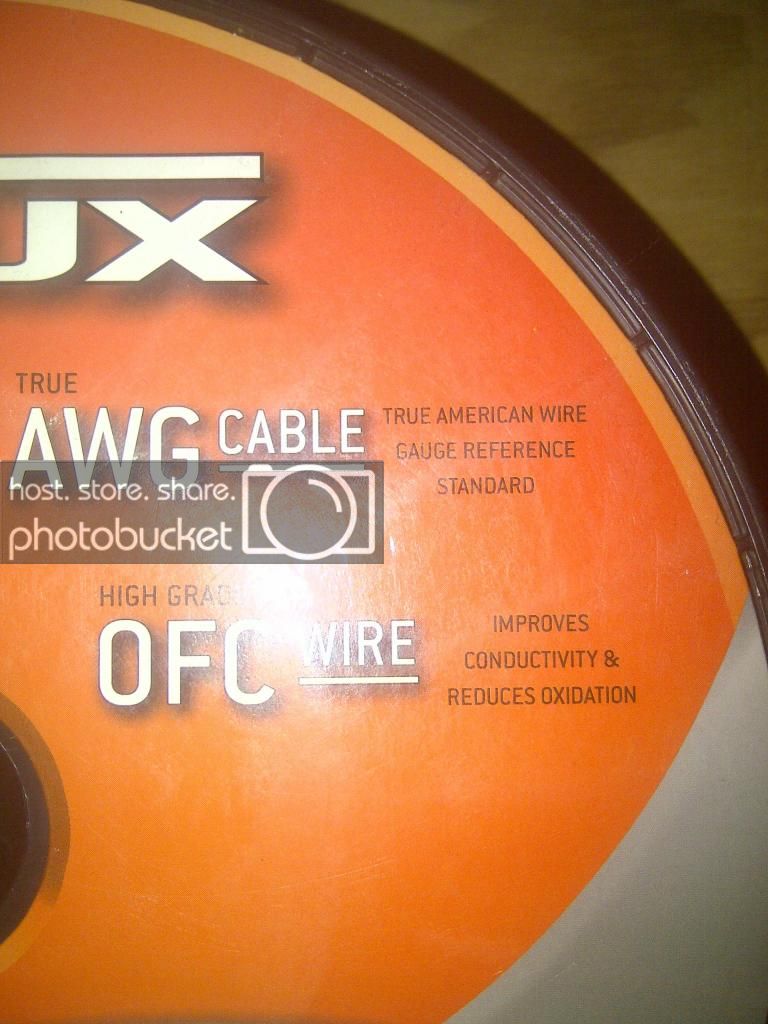 UX
TRUE
AWG CABLE
TRUE AMERICAN WIRE
GAUGE REFERENCE
STANDARD
host. store. share.
photobucket
HIGH GRAD
OFC WIRE
IMPROVES
CONDUCTIVITY &
REDUCES OXIDATION